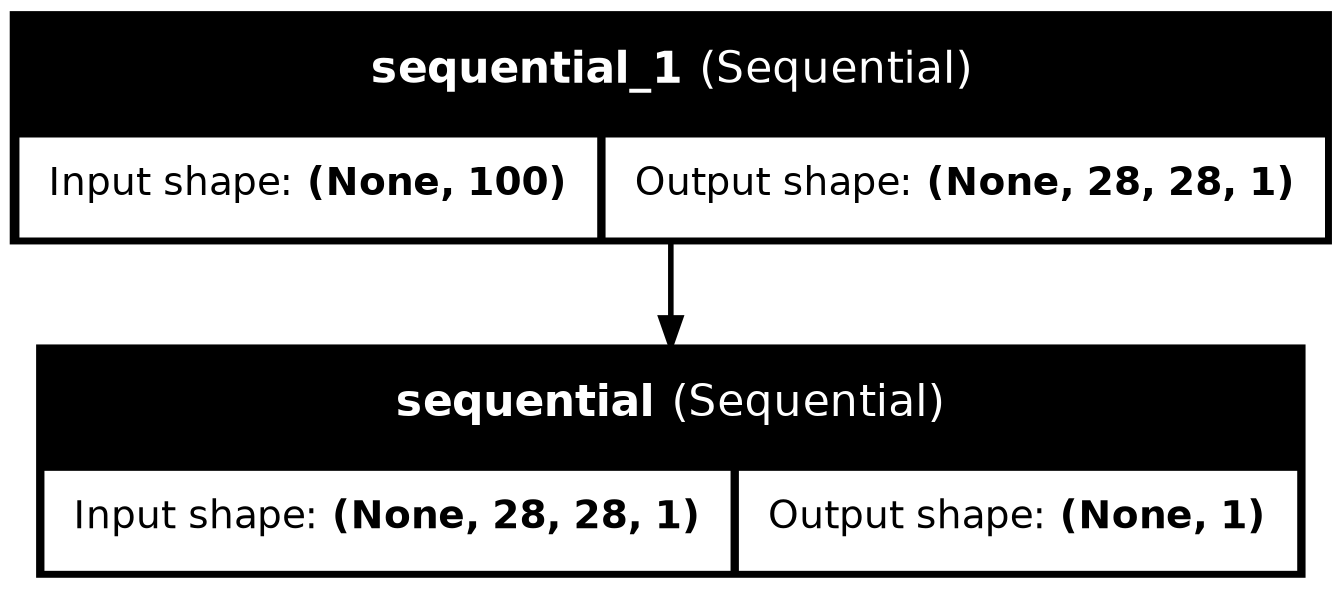 sequential_1 (Sequential)
Input shape: (None, 100) Output shape: (None, 28, 28, 1)
sequential (Sequential)
Input shape: (None, 28, 28, 1) Output shape: (None, 1)